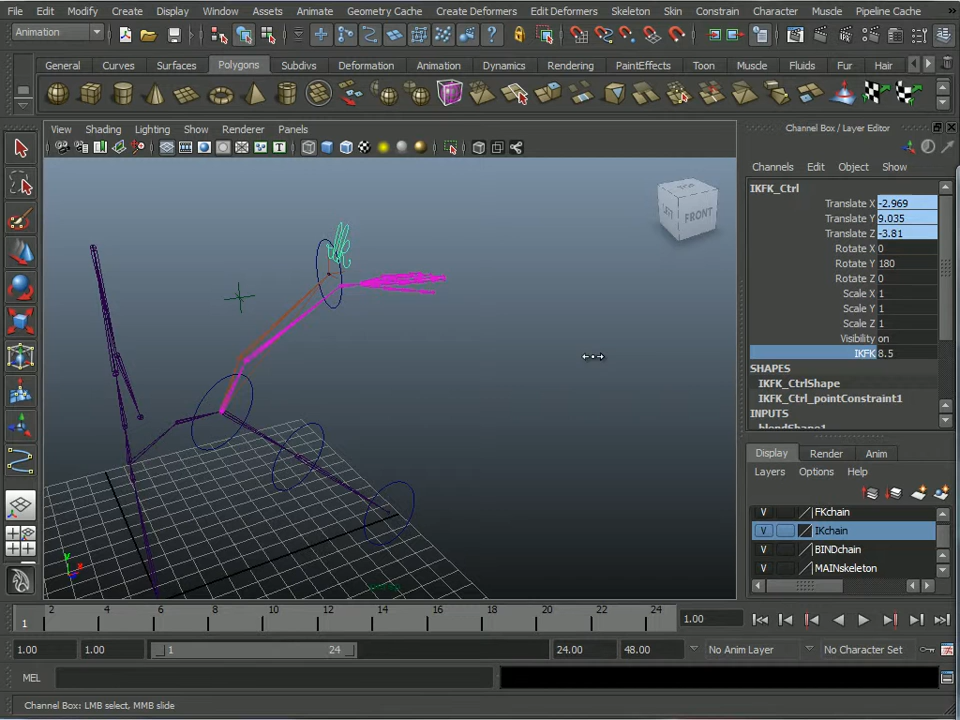 File Edit Modify Create Display Window Assets Animate Geometry Cache Create Deformers Edit Deformers Skeleton Skin Constrain Character Muscle Pipeline Cache »
Animation
General Curves Surfaces Polygons Subdivs Deformation Animation Dynamics Rendering PaintEffects Toon Muscle Fluids Fur Hair
Channel Box / Layer Editor
View Shading Lighting Show Renderer Panels
Channels Edit Object Show
IKFK_Ctrl
Translate X -2.969
Translate Y 9.035
Translate Z -3.81
Rotate X 0
Rotate Y 180
Rotate Z 0
Scale X 1
Scale Y 1
Scale Z 1
Visibility on
IKFK 8.5
SHAPES
IKFK_CtrlShape
IKFK_Ctrl_pointConstraint1
INPUTS
blendShape1
TOP
LEFT FRONT
Display Render Anim
Layers Options Help
V FKchain
V IKchain
V BINDchain
V MAINskeleton
y
x
z
1 2 4 6 8 10 12 14 16 18 20 22 24 1.00
1.00 1.00 1 24 24.00 48.00 No Anim Layer No Character Set
MEL
Channel Box: LMB select, MMB slide